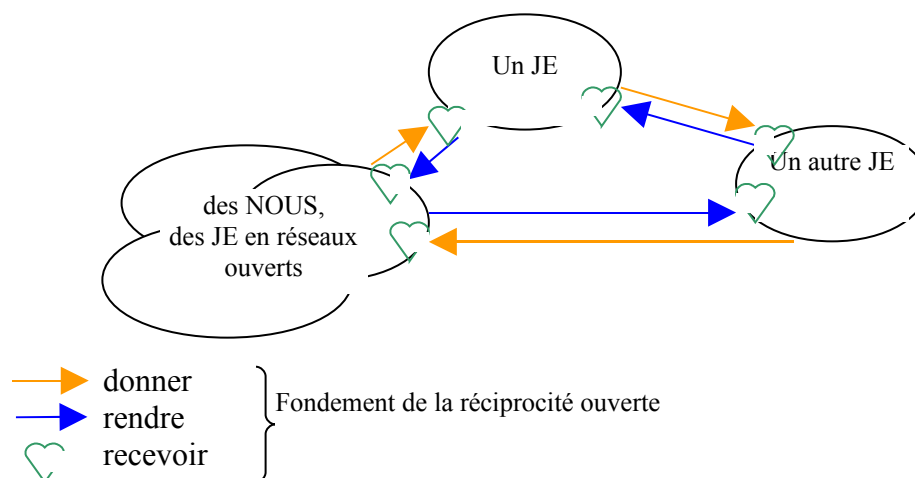 Un JE
Un autre JE
des NOUS,
des JE en réseaux
ouverts
donner
rendre
recevoir
Fondement de la réciprocité ouverte